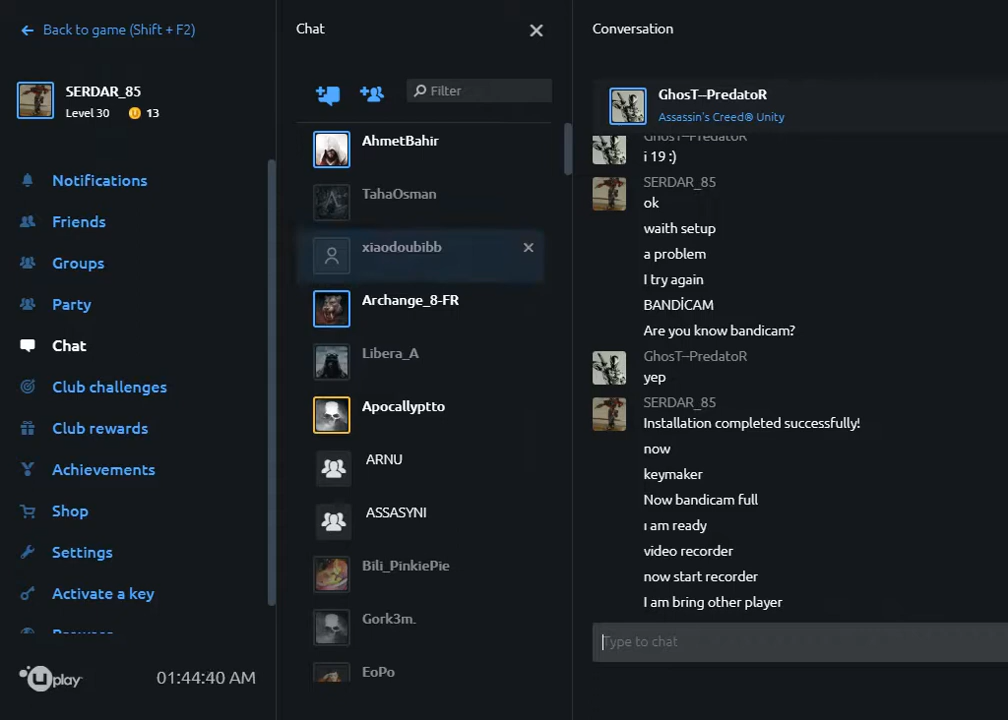 Back to game (Shift + F2)
SERDAR_85
Level 30
13
Notifications
Friends
Groups
Party
Chat
Club challenges
Club rewards
Achievements
Shop
Settings
Activate a key
Uplay
01:44:40 AM
Chat
Filter
AhmetBahir
TahaOsman
xiaodoubibb
Archange_8-FR
Libera_A
Apocallyptto
ARNU
ASSASYNI
Bili_PinkiePie
Gork3m.
EoPo
Conversation
GhosT--PredatoR
Assassin's Creed® Unity
GhosT--PredatoR
i 19 :)
SERDAR_85
ok
waith setup
a problem
I try again
BANDİCAM
Are you know bandicam?
GhosT--PredatoR
yep
SERDAR_85
Installation completed successfully!
now
keymaker
Now bandicam full
ı am ready
video recorder
now start recorder
I am bring other player
Type to chat